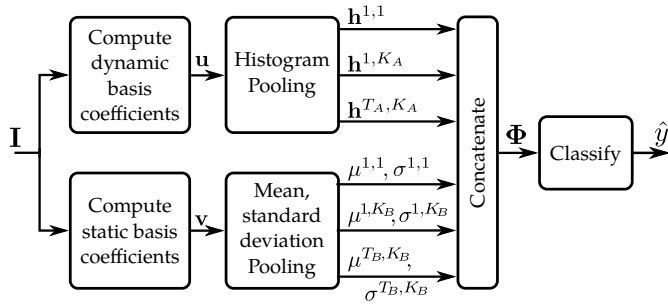 I
Compute
dynamic
basis
coefficients
u
Histogram
Pooling
h^{1,1}
h^{1,K_A}
h^{T_A,K_A}
Compute
static basis
coefficients
v
Mean,
standard
deviation
Pooling
μ^{1,1}, σ^{1,1}
μ^{1,K_B}, σ^{1,K_B}
μ^{T_B,K_B},
σ^{T_B,K_B}
Concatenate
Φ
Classify
ŷ